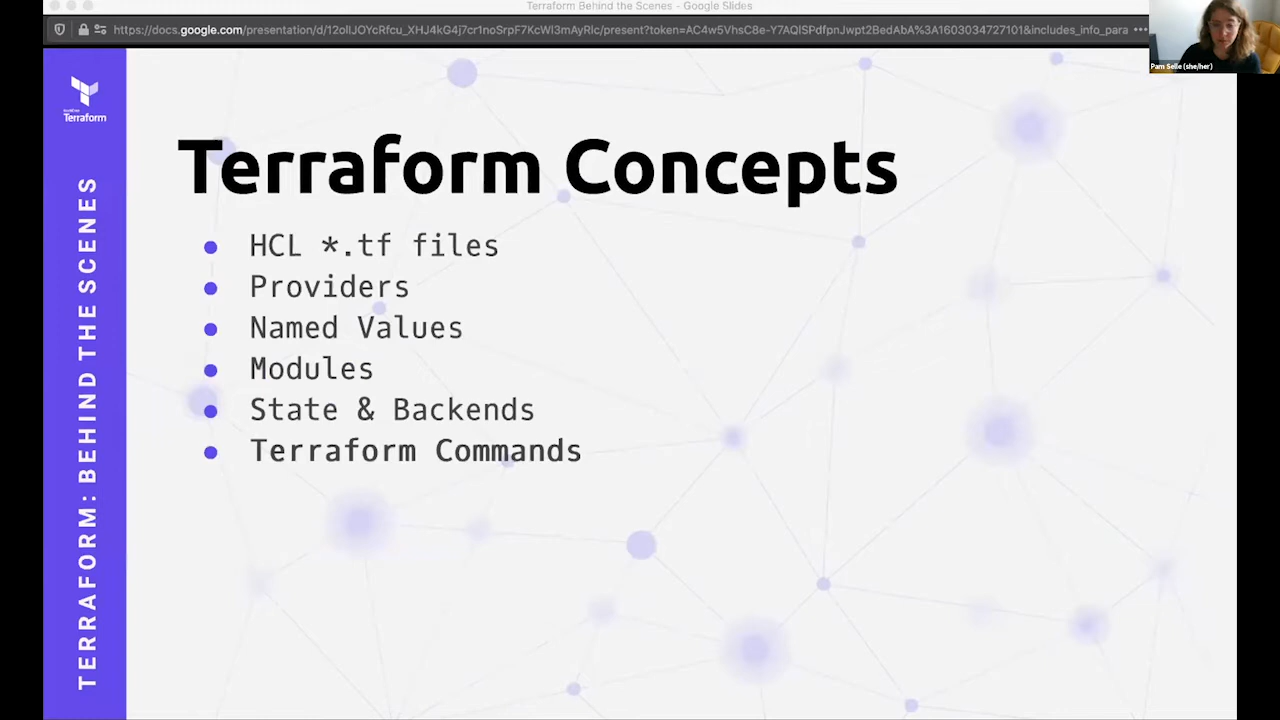 Terraform Behind the Scenes - Google Slides
https://docs.google.com/presentation/d/12olIJOYcRfcu_XHJ4kG4j7cr1noSrpF7KcWI3mAyRlc/present?token=AC4w5VhsC8e-Y7AQlSPdfpnJwpt2BedAbA%3A1603034727101&includes_info_para
Pam Selle (she/her)
Terraform
TERRAFORM: BEHIND THE SCENES
Terraform Concepts
HCL *.tf files
Providers
Named Values
Modules
State & Backends
Terraform Commands